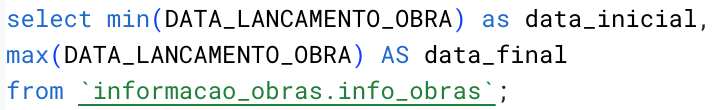 select min(DATA_LANCAMENTO_OBRA) as data_inicial,
max(DATA_LANCAMENTO_OBRA) AS data_final
from `informacao_obras.info_obras`;